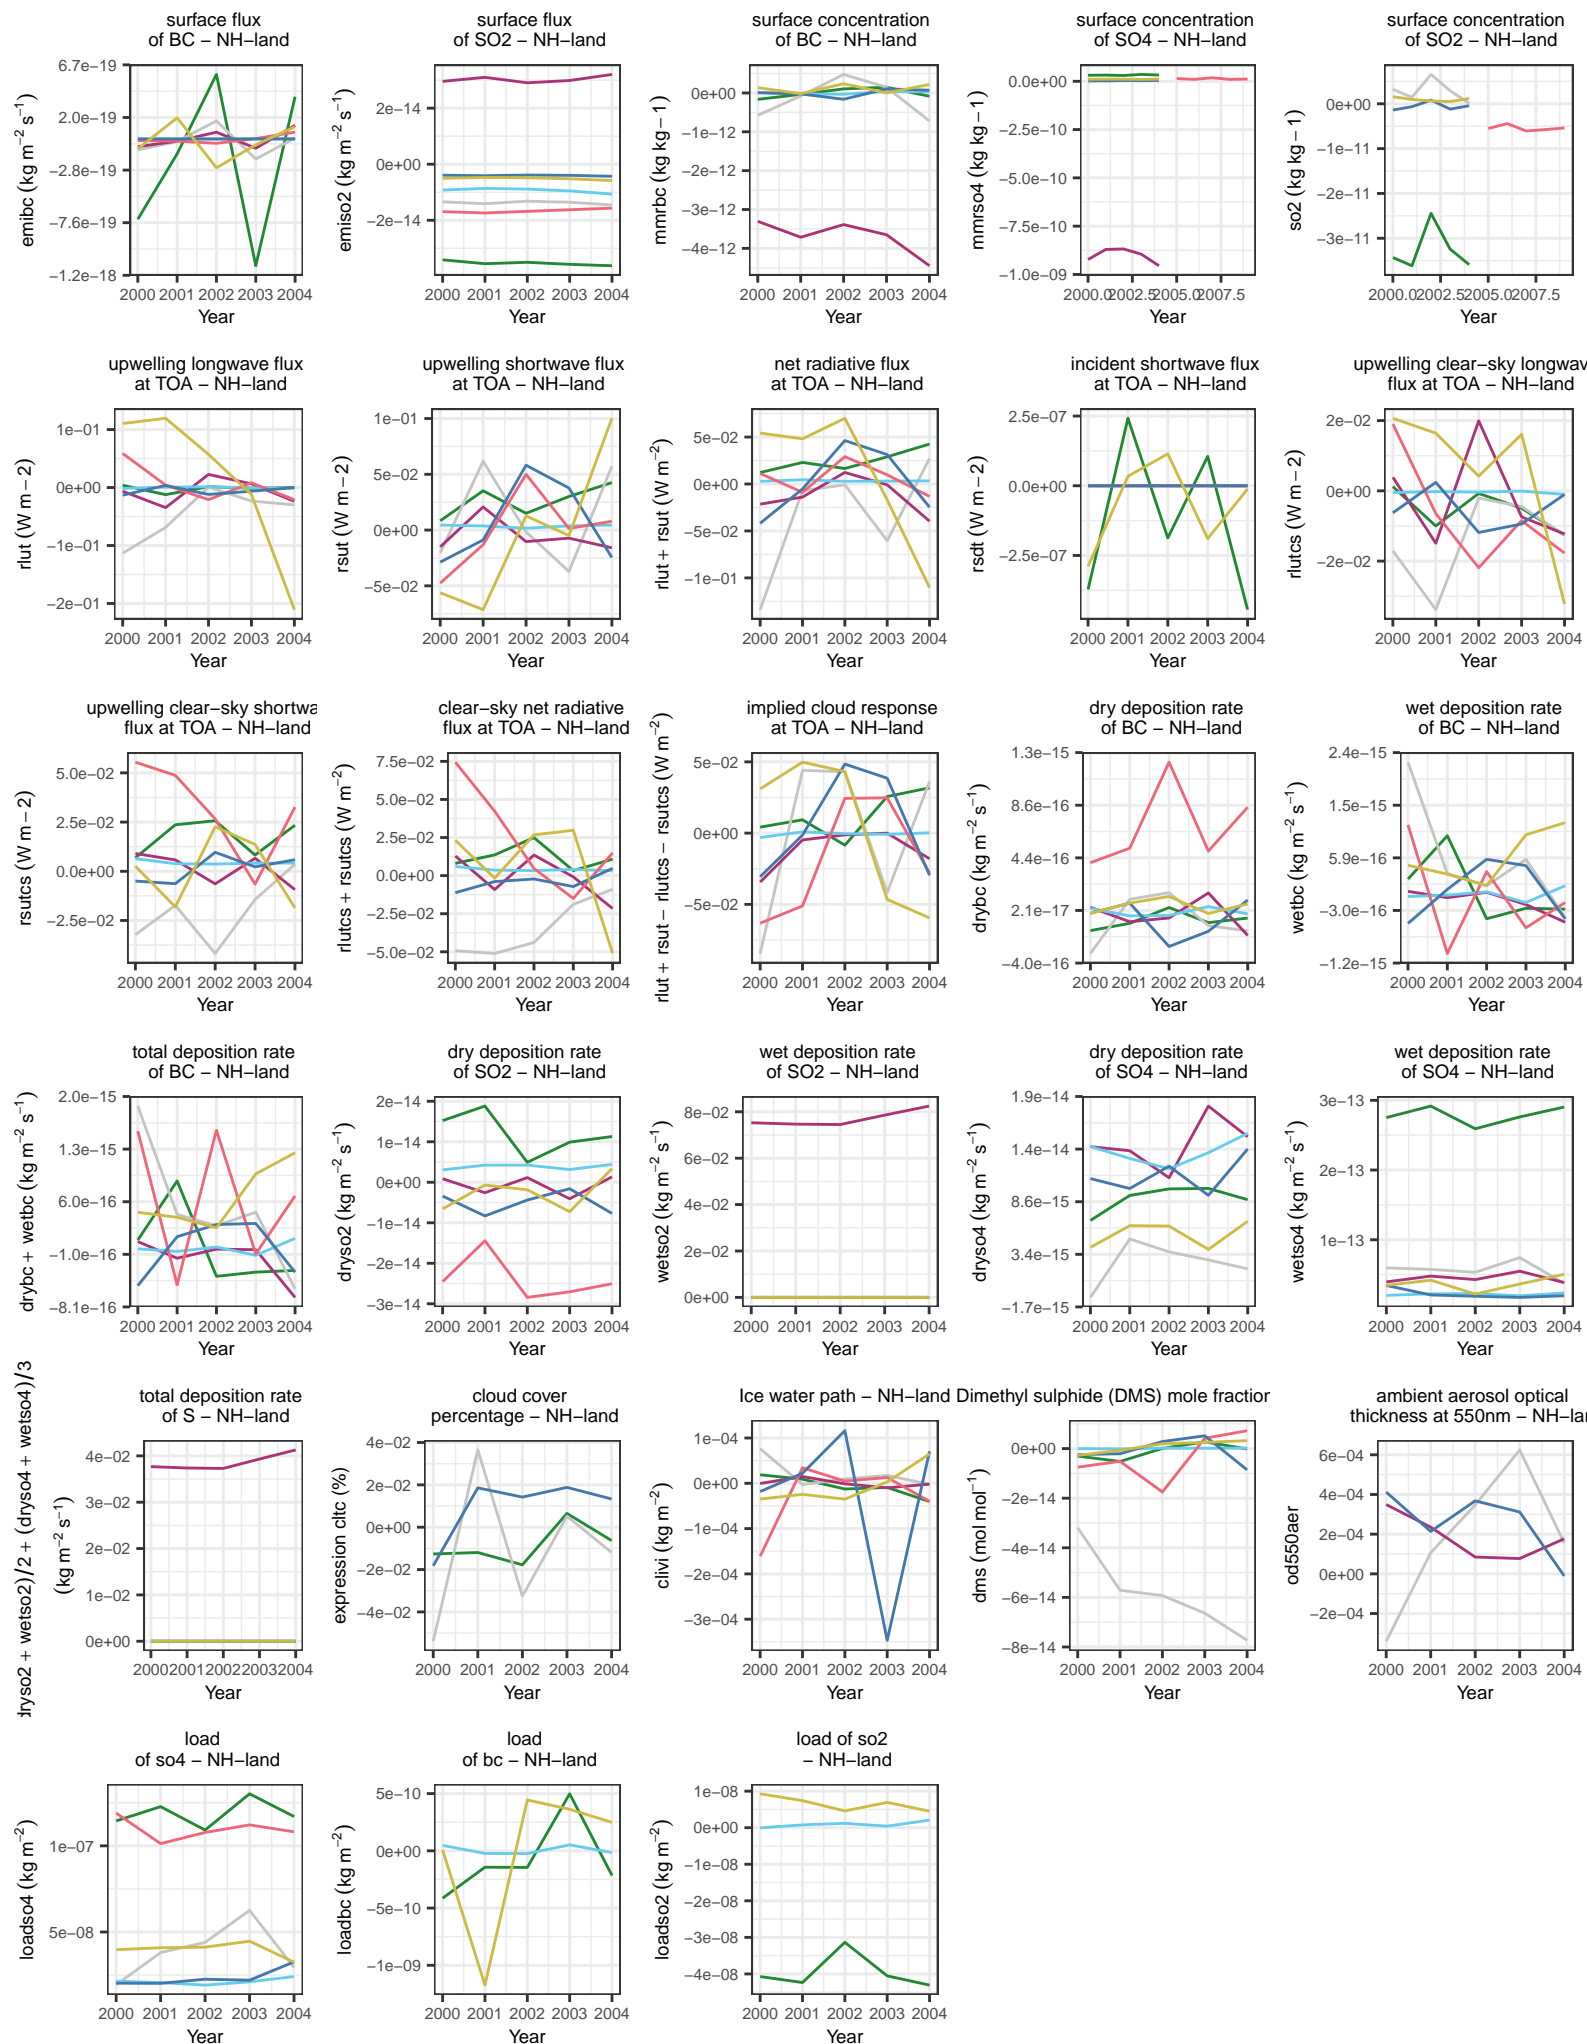 surface flux
of BC − NH−land
surface flux
of SO2 − NH−land
surface concentration
of BC − NH−land
surface concentration
of SO4 − NH−land
surface concentration
of SO2 − NH−land
emibc (kg m−2 s−1)
6.7e−19
2.0e−19
−2.8e−19
−7.6e−19
−1.2e−18
2000 2001 2002 2003 2004
Year
emiso2 (kg m−2 s−1)
2e−14
0e+00
−2e−14
2000 2001 2002 2003 2004
Year
mmrbc (kg kg−1)
0e+00
−1e−12
−2e−12
−3e−12
−4e−12
2000 2001 2002 2003 2004
Year
mmrso4 (kg kg−1)
0.0e+00
−2.5e−10
−5.0e−10
−7.5e−10
−1.0e−09
2000.0 2002.5 2005.0 2007.5
Year
so2 (kg kg−1)
0e+00
−1e−11
−2e−11
−3e−11
2000.0 2002.5 2005.0 2007.5
Year
upwelling longwave flux
at TOA − NH−land
upwelling shortwave flux
at TOA − NH−land
net radiative flux
at TOA − NH−land
incident shortwave flux
at TOA − NH−land
upwelling clear−sky longwav
flux at TOA − NH−land
rlut (W m−2)
1e−01
0e+00
−1e−01
−2e−01
2000 2001 2002 2003 2004
Year
rsut (W m−2)
1e−01
5e−02
0e+00
−5e−02
2000 2001 2002 2003 2004
Year
rlut + rsut (W m−2)
5e−02
0e+00
−5e−02
−1e−01
2000 2001 2002 2003 2004
Year
rsdt (W m−2)
2.5e−07
0.0e+00
−2.5e−07
2000 2001 2002 2003 2004
Year
rlutcs (W m−2)
2e−02
0e+00
−2e−02
2000 2001 2002 2003 2004
Year
upwelling clear−sky shortwa
flux at TOA − NH−land
clear−sky net radiative
flux at TOA − NH−land
implied cloud response
at TOA − NH−land
dry deposition rate
of BC − NH−land
wet deposition rate
of BC − NH−land
rsutcs (W m−2)
5.0e−02
2.5e−02
0.0e+00
−2.5e−02
2000 2001 2002 2003 2004
Year
rlutcs + rsutcs (W m−2)
7.5e−02
5.0e−02
2.5e−02
0.0e+00
−2.5e−02
−5.0e−02
2000 2001 2002 2003 2004
Year
rlut + rsut − rlutcs − rsutcs (W m−2)
5e−02
0e+00
−5e−02
2000 2001 2002 2003 2004
Year
drybc (kg m−2 s−1)
1.3e−15
8.6e−16
4.4e−16
2.1e−17
−4.0e−16
2000 2001 2002 2003 2004
Year
wetbc (kg m−2 s−1)
2.4e−15
1.5e−15
5.9e−16
−3.0e−16
−1.2e−15
2000 2001 2002 2003 2004
Year
total deposition rate
of BC − NH−land
dry deposition rate
of SO2 − NH−land
wet deposition rate
of SO2 − NH−land
dry deposition rate
of SO4 − NH−land
wet deposition rate
of SO4 − NH−land
drybc + wetbc (kg m−2 s−1)
2.0e−15
1.3e−15
6.0e−16
−1.0e−16
−8.1e−16
2000 2001 2002 2003 2004
Year
dryso2 (kg m−2 s−1)
2e−14
1e−14
0e+00
−1e−14
−2e−14
−3e−14
2000 2001 2002 2003 2004
Year
wetso2 (kg m−2 s−1)
8e−02
6e−02
4e−02
2e−02
0e+00
2000 2001 2002 2003 2004
Year
dryso4 (kg m−2 s−1)
1.9e−14
1.4e−14
8.6e−15
3.4e−15
−1.7e−15
2000 2001 2002 2003 2004
Year
wetso4 (kg m−2 s−1)
3e−13
2e−13
1e−13
2000 2001 2002 2003 2004
Year
total deposition rate
of S − NH−land
cloud cover
percentage − NH−land
Ice water path − NH−land
Dimethyl sulphide (DMS) mole fraction
ambient aerosol optical
thickness at 550nm − NH−lan
dryso2 + wetso2)/2 + (dryso4 + wetso4)/3
(kg m−2 s−1)
4e−02
3e−02
2e−02
1e−02
0e+00
2000 2001 2002 2003 2004
Year
expression cltc (%)
4e−02
2e−02
0e+00
−2e−02
−4e−02
2000 2001 2002 2003 2004
Year
clivi (kg m−2)
1e−04
0e+00
−1e−04
−2e−04
−3e−04
2000 2001 2002 2003 2004
Year
dms (mol mol−1)
0e+00
−2e−14
−4e−14
−6e−14
−8e−14
2000 2001 2002 2003 2004
Year
od550aer
6e−04
4e−04
2e−04
0e+00
−2e−04
2000 2001 2002 2003 2004
Year
load
of so4 − NH−land
load
of bc − NH−land
load of so2
− NH−land
loadso4 (kg m−2)
1e−07
5e−08
2000 2001 2002 2003 2004
Year
loadbc (kg m−2)
5e−10
0e+00
−5e−10
−1e−09
2000 2001 2002 2003 2004
Year
loadso2 (kg m−2)
1e−08
0e+00
−1e−08
−2e−08
−3e−08
−4e−08
2000 2001 2002 2003 2004
Year